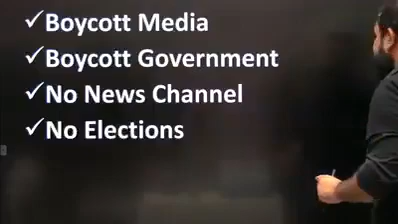 ✓Boycott Media
✓Boycott Government
✓No News Channel
✓No Elections